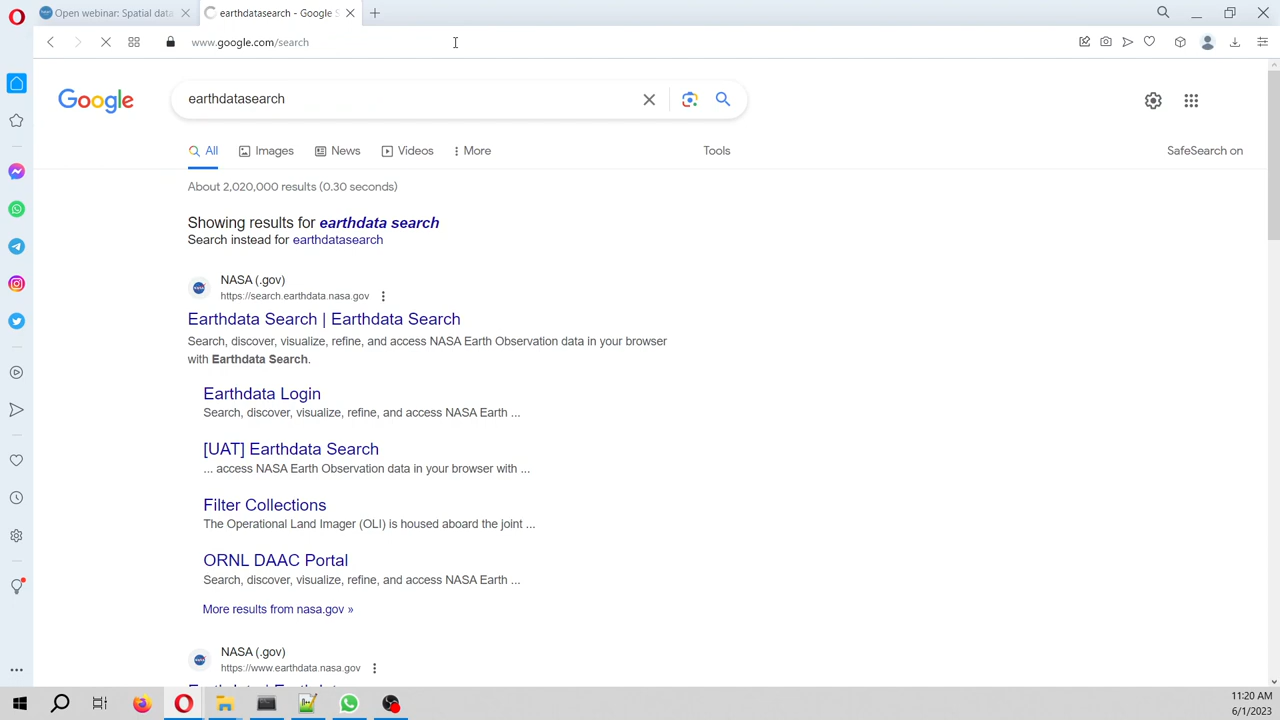 Open webinar: Spatial data
earthdatasearch - Google S
www.google.com/search
Google
earthdatasearch
All
Images
News
Videos
More
Tools
SafeSearch on
About 2,020,000 results (0.30 seconds)
Showing results for earthdata search
Search instead for earthdatasearch
NASA (.gov)
https://search.earthdata.nasa.gov
Earthdata Search | Earthdata Search
Search, discover, visualize, refine, and access NASA Earth Observation data in your browser
with Earthdata Search.
Earthdata Login
Search, discover, visualize, refine, and access NASA Earth ...
[UAT] Earthdata Search
... access NASA Earth Observation data in your browser with ...
Filter Collections
The Operational Land Imager (OLI) is housed aboard the joint ...
ORNL DAAC Portal
Search, discover, visualize, refine, and access NASA Earth ...
More results from nasa.gov »
NASA (.gov)
https://www.earthdata.nasa.gov
11:20 AM
6/1/2023